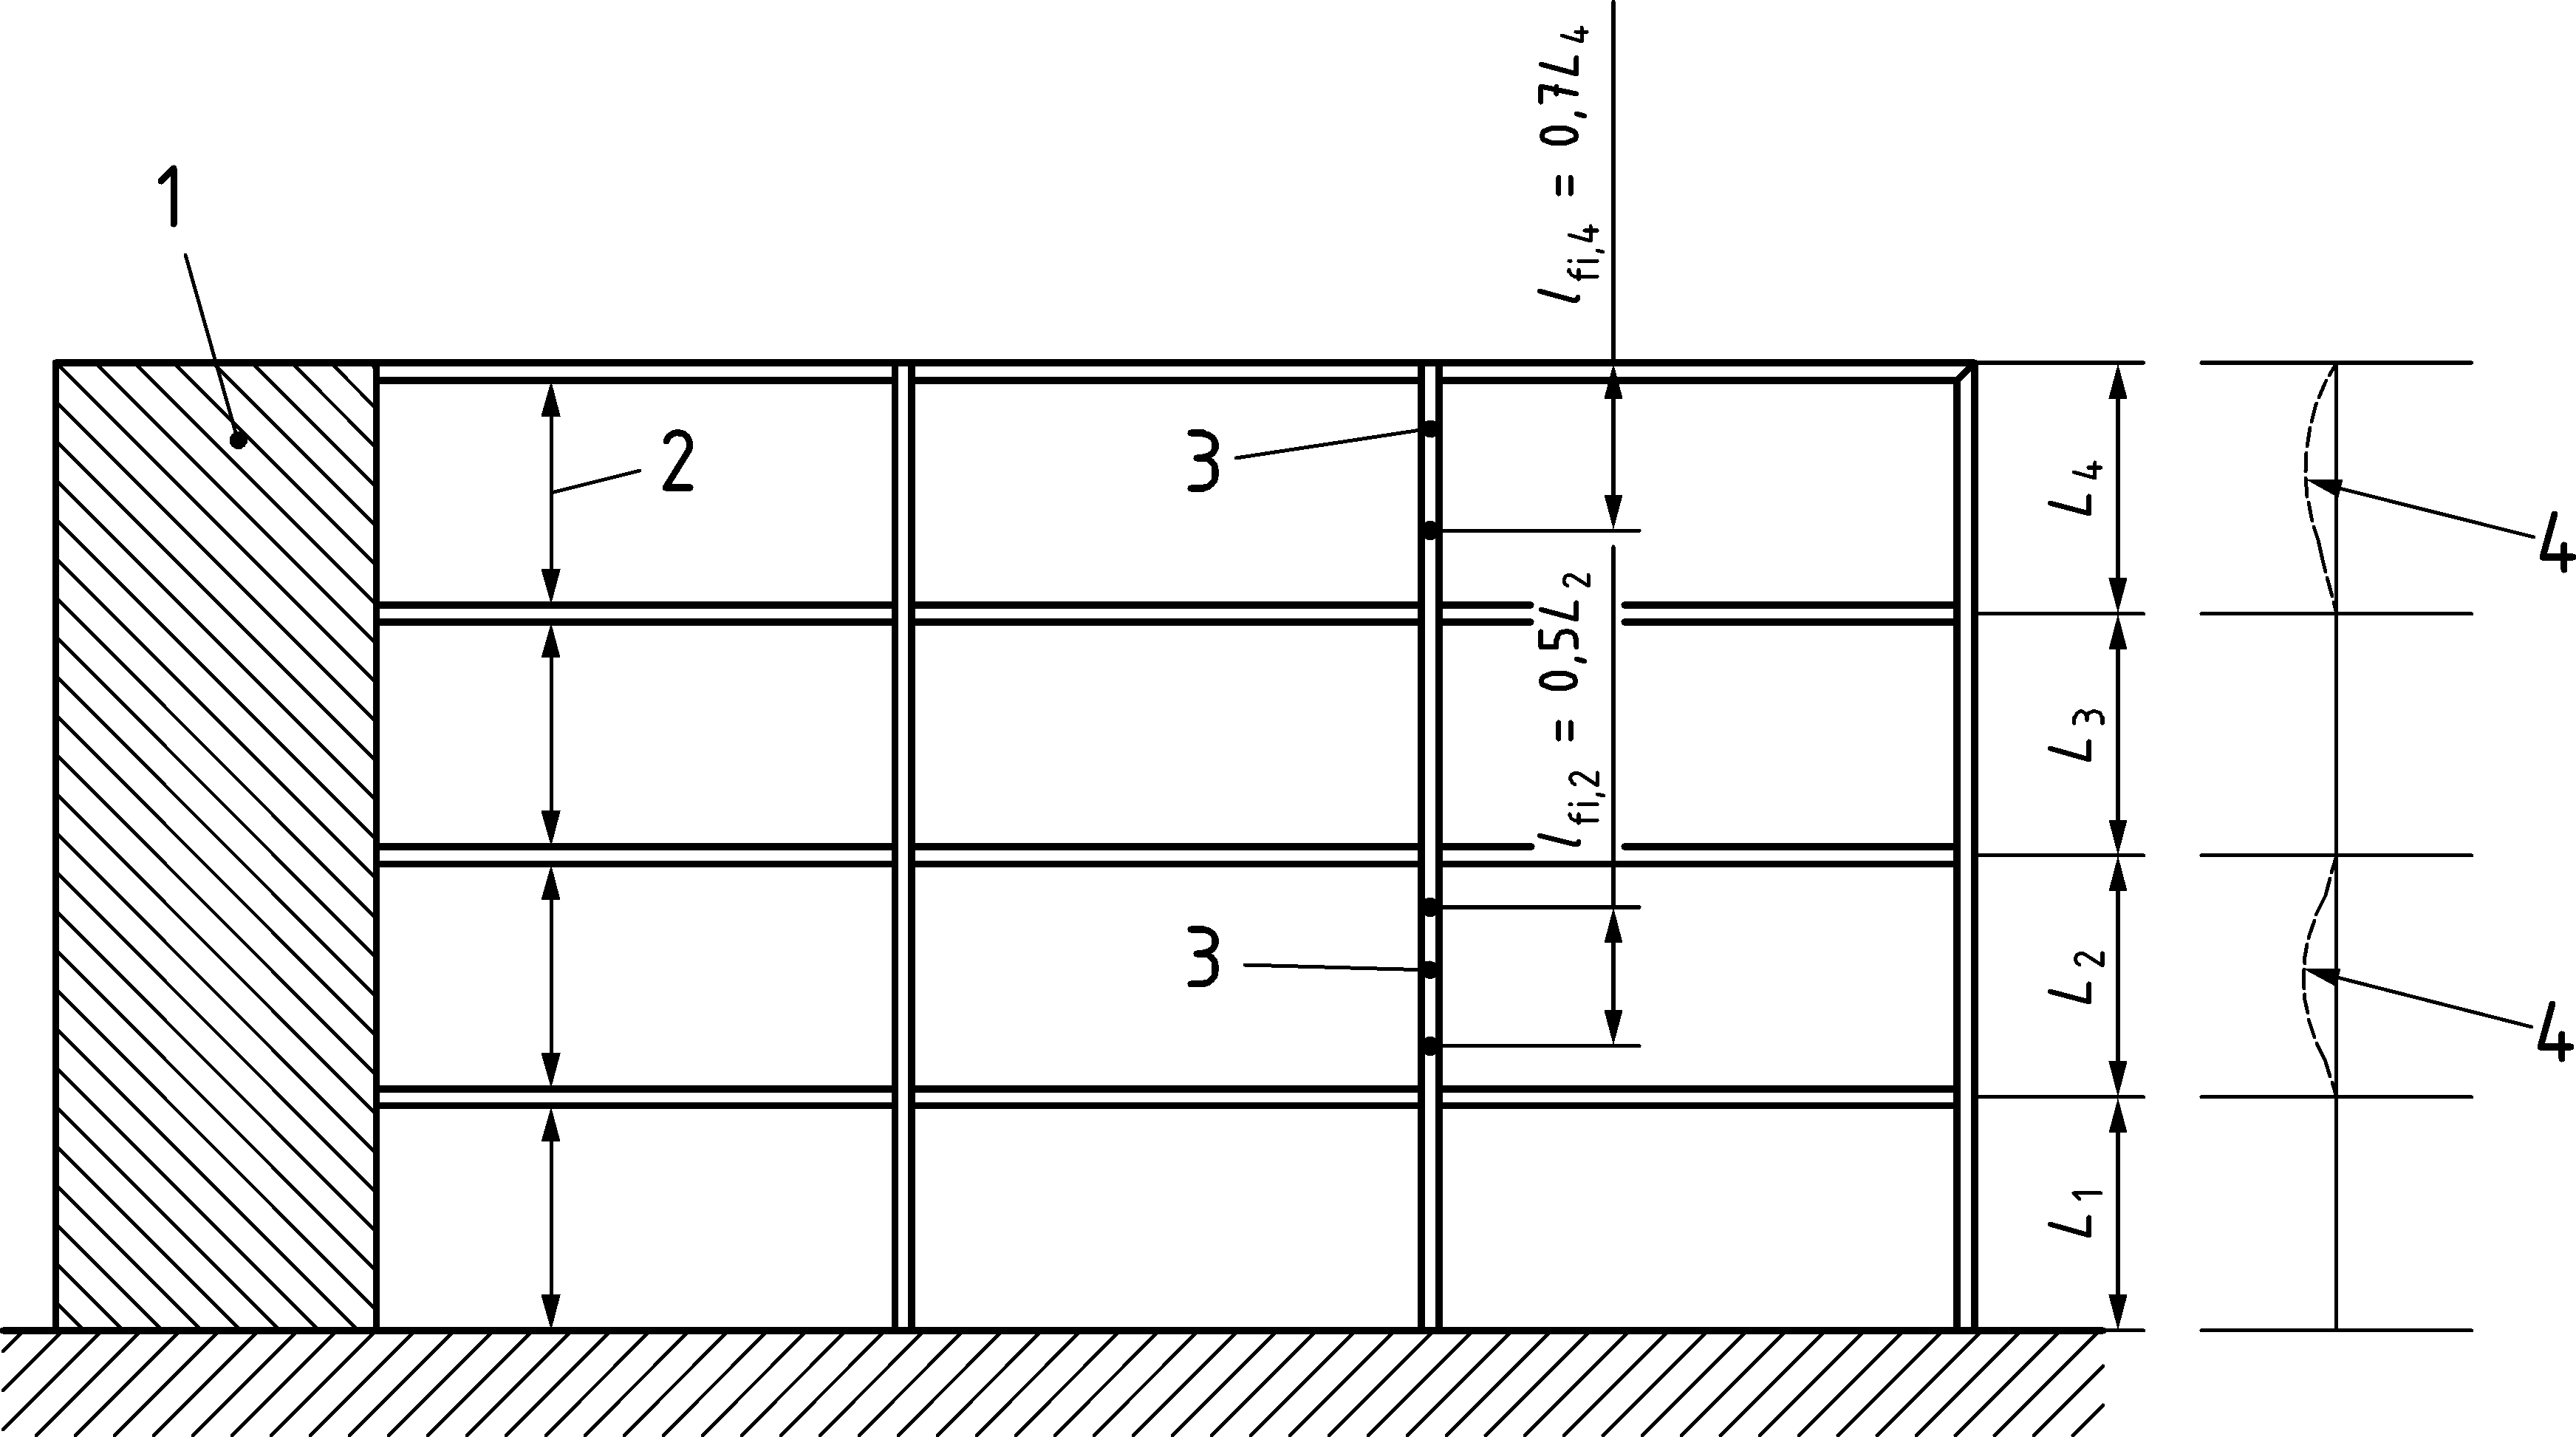 1
2
3
3
l_fi,4 = 0,7L_4
l_fi,2 = 0,5L_2
L_4
L_3
L_2
L_1
4
4